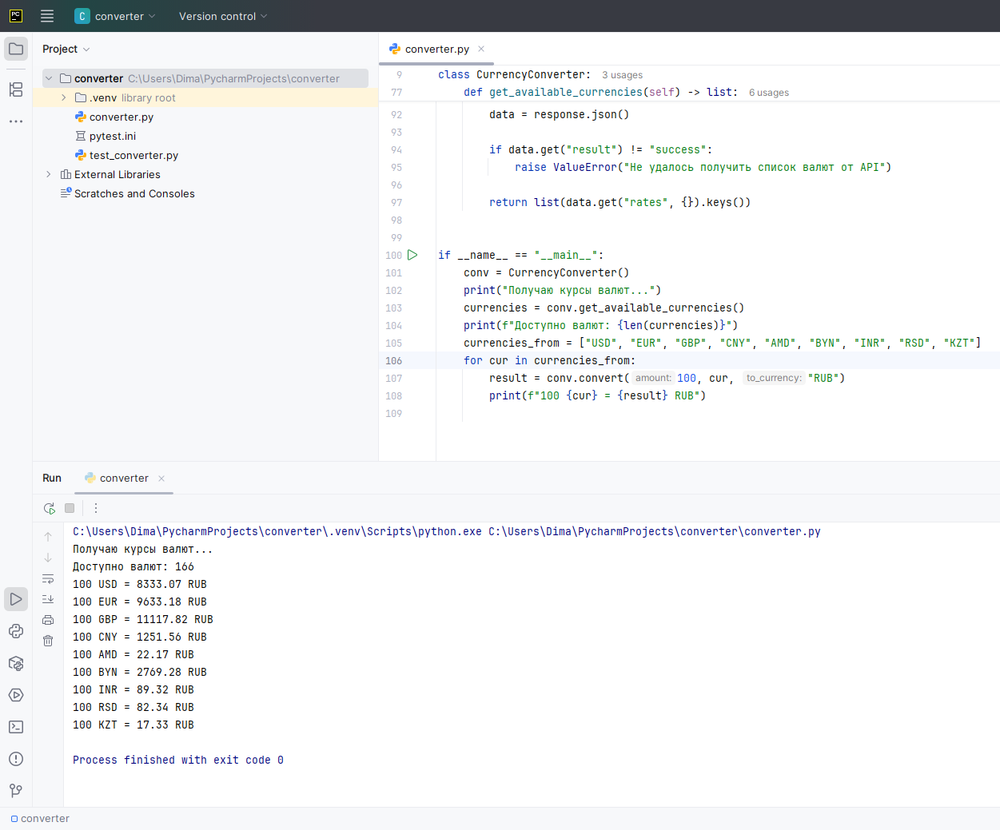 PC
C converter
Version control
Project
converter C:\Users\Dima\PycharmProjects\converter
.venv library root
converter.py
pytest.ini
test_converter.py
External Libraries
Scratches and Consoles
converter.py
9 class CurrencyConverter: 3 usages
77 def get_available_currencies(self) -> list: 6 usages
92 data = response.json()
93
94 if data.get("result") != "success":
95 raise ValueError("Не удалось получить список валют от API")
96
97 return list(data.get("rates", {}).keys())
98
99
100 if __name__ == "__main__":
101 conv = CurrencyConverter()
102 print("Получаю курсы валют...")
103 currencies = conv.get_available_currencies()
104 print(f"Доступно валют: {len(currencies)}")
105 currencies_from = ["USD", "EUR", "GBP", "CNY", "AMD", "BYN", "INR", "RSD", "KZT"]
106 for cur in currencies_from:
107 result = conv.convert( amount: 100, cur, to_currency: "RUB")
108 print(f"100 {cur} = {result} RUB")
109
Run
converter
C:\Users\Dima\PycharmProjects\converter\.venv\Scripts\python.exe C:\Users\Dima\PycharmProjects\converter\converter.py
Получаю курсы валют...
Доступно валют: 166
100 USD = 8333.07 RUB
100 EUR = 9633.18 RUB
100 GBP = 11117.82 RUB
100 CNY = 1251.56 RUB
100 AMD = 22.17 RUB
100 BYN = 2769.28 RUB
100 INR = 89.32 RUB
100 RSD = 82.34 RUB
100 KZT = 17.33 RUB
Process finished with exit code 0
converter